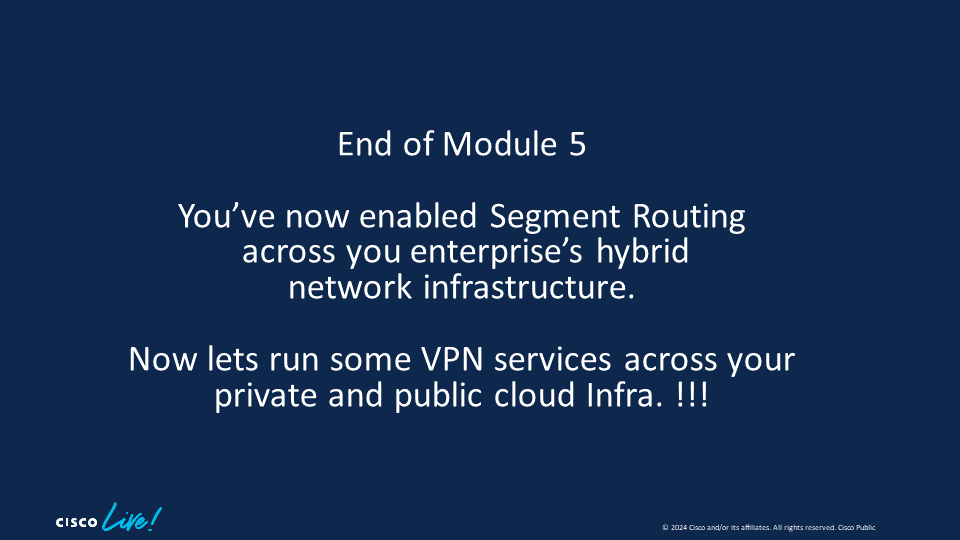 End of Module 5
You’ve now enabled Segment Routing
across you enterprise’s hybrid
network infrastructure.
Now lets run some VPN services across your
private and public cloud Infra. !!!
CISCO Live!
© 2024 Cisco and/or its affiliates. All rights reserved. Cisco Public